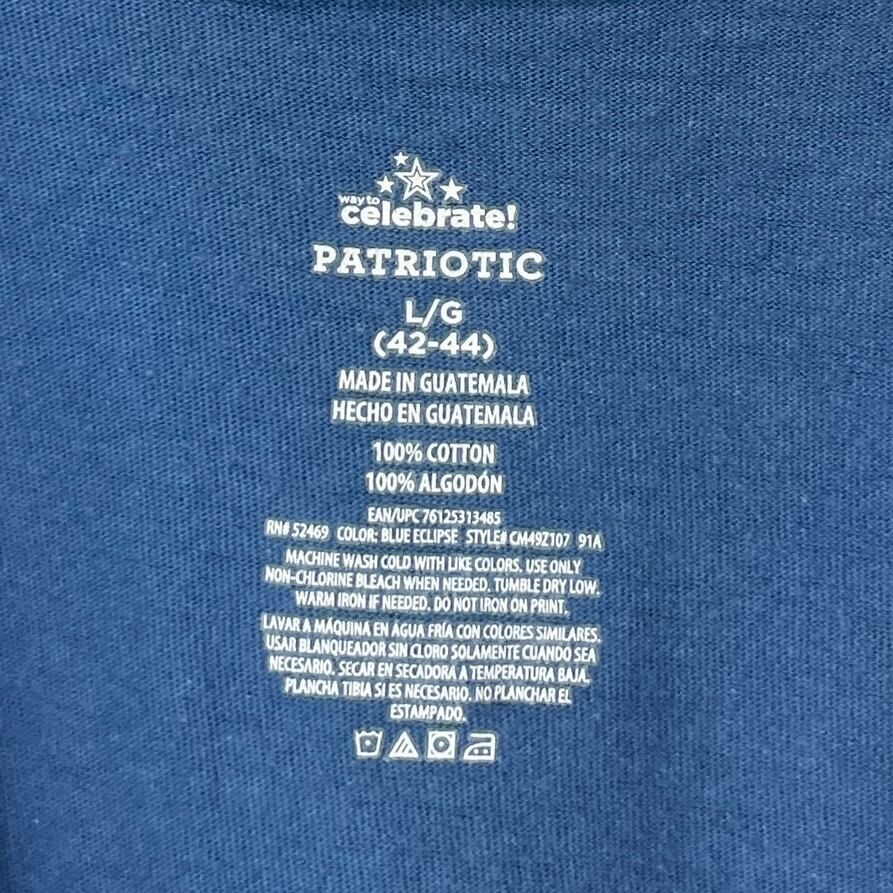 way to
celebrate!
PATRIOTIC
L/G
(42-44)
MADE IN GUATEMALA
HECHO EN GUATEMALA
100% COTTON
100% ALGODÓN
EAN/UPC 76125313485
RN# 52469 COLOR: BLUE ECLIPSE STYLE# CM49Z107 91A
MACHINE WASH COLD WITH LIKE COLORS. USE ONLY
NON-CHLORINE BLEACH WHEN NEEDED. TUMBLE DRY LOW.
WARM IRON IF NEEDED. DO NOT IRON ON PRINT.
LAVAR A MÁQUINA EN AGUA FRÍA CON COLORES SIMILARES.
USAR BLANQUEADOR SIN CLORO SOLAMENTE CUANDO SEA
NECESARIO. SECAR EN SECADORA A TEMPERATURA BAJA.
PLANCHA TIBIA SI ES NECESARIO. NO PLANCHAR EL
ESTAMPADO.